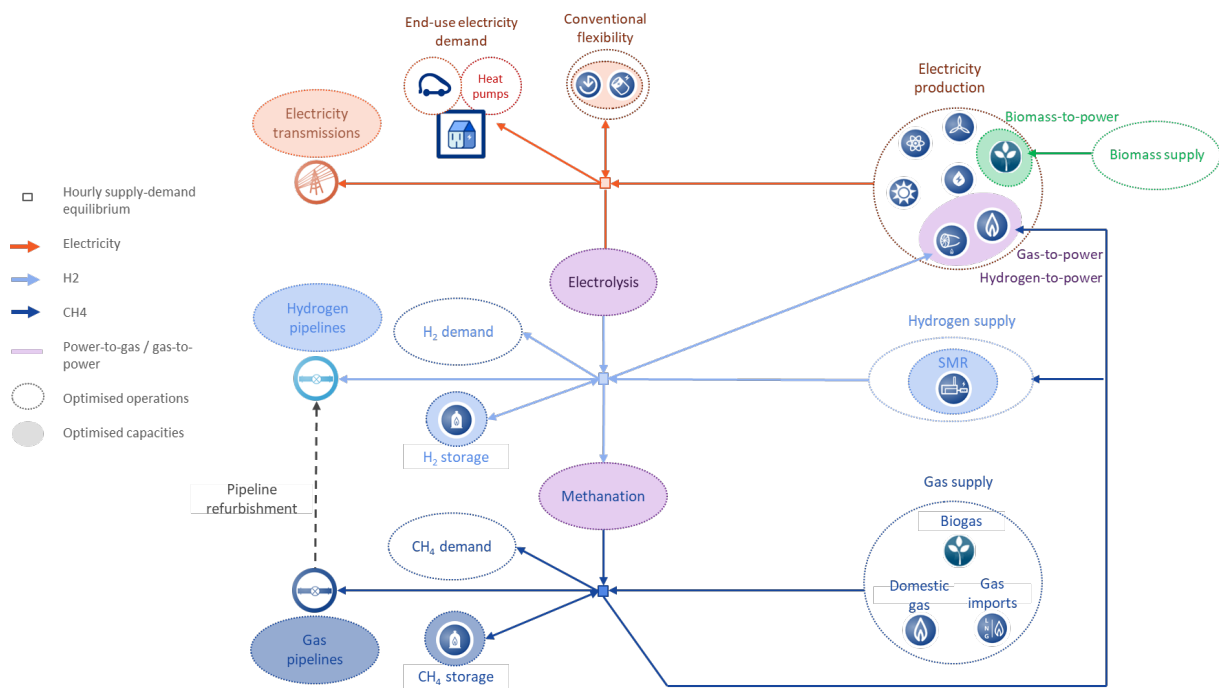 End-use electricity
demand
Conventional
flexibility
Electricity
production
Heat
pumps
Electricity
transmissions
Biomass-to-power
Biomass supply
Hourly supply-demand
equilibrium
Electricity
H2
CH4
Power-to-gas / gas-to-
power
Optimised operations
Optimised capacities
Electrolysis
Gas-to-power
Hydrogen-to-power
Hydrogen
pipelines
H₂ demand
Hydrogen supply
SMR
H₂ storage
Pipeline
refurbishment
Methanation
Gas supply
Biogas
CH₄ demand
Domestic
gas
Gas
imports
L
N
G
Gas
pipelines
CH₄ storage